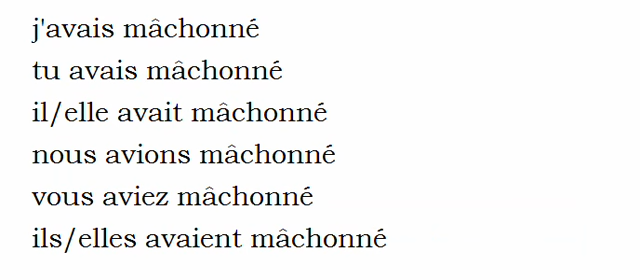 j'avais mâchonné
tu avais mâchonné
il/elle avait mâchonné
nous avions mâchonné
vous aviez mâchonné
ils/elles avaient mâchonné